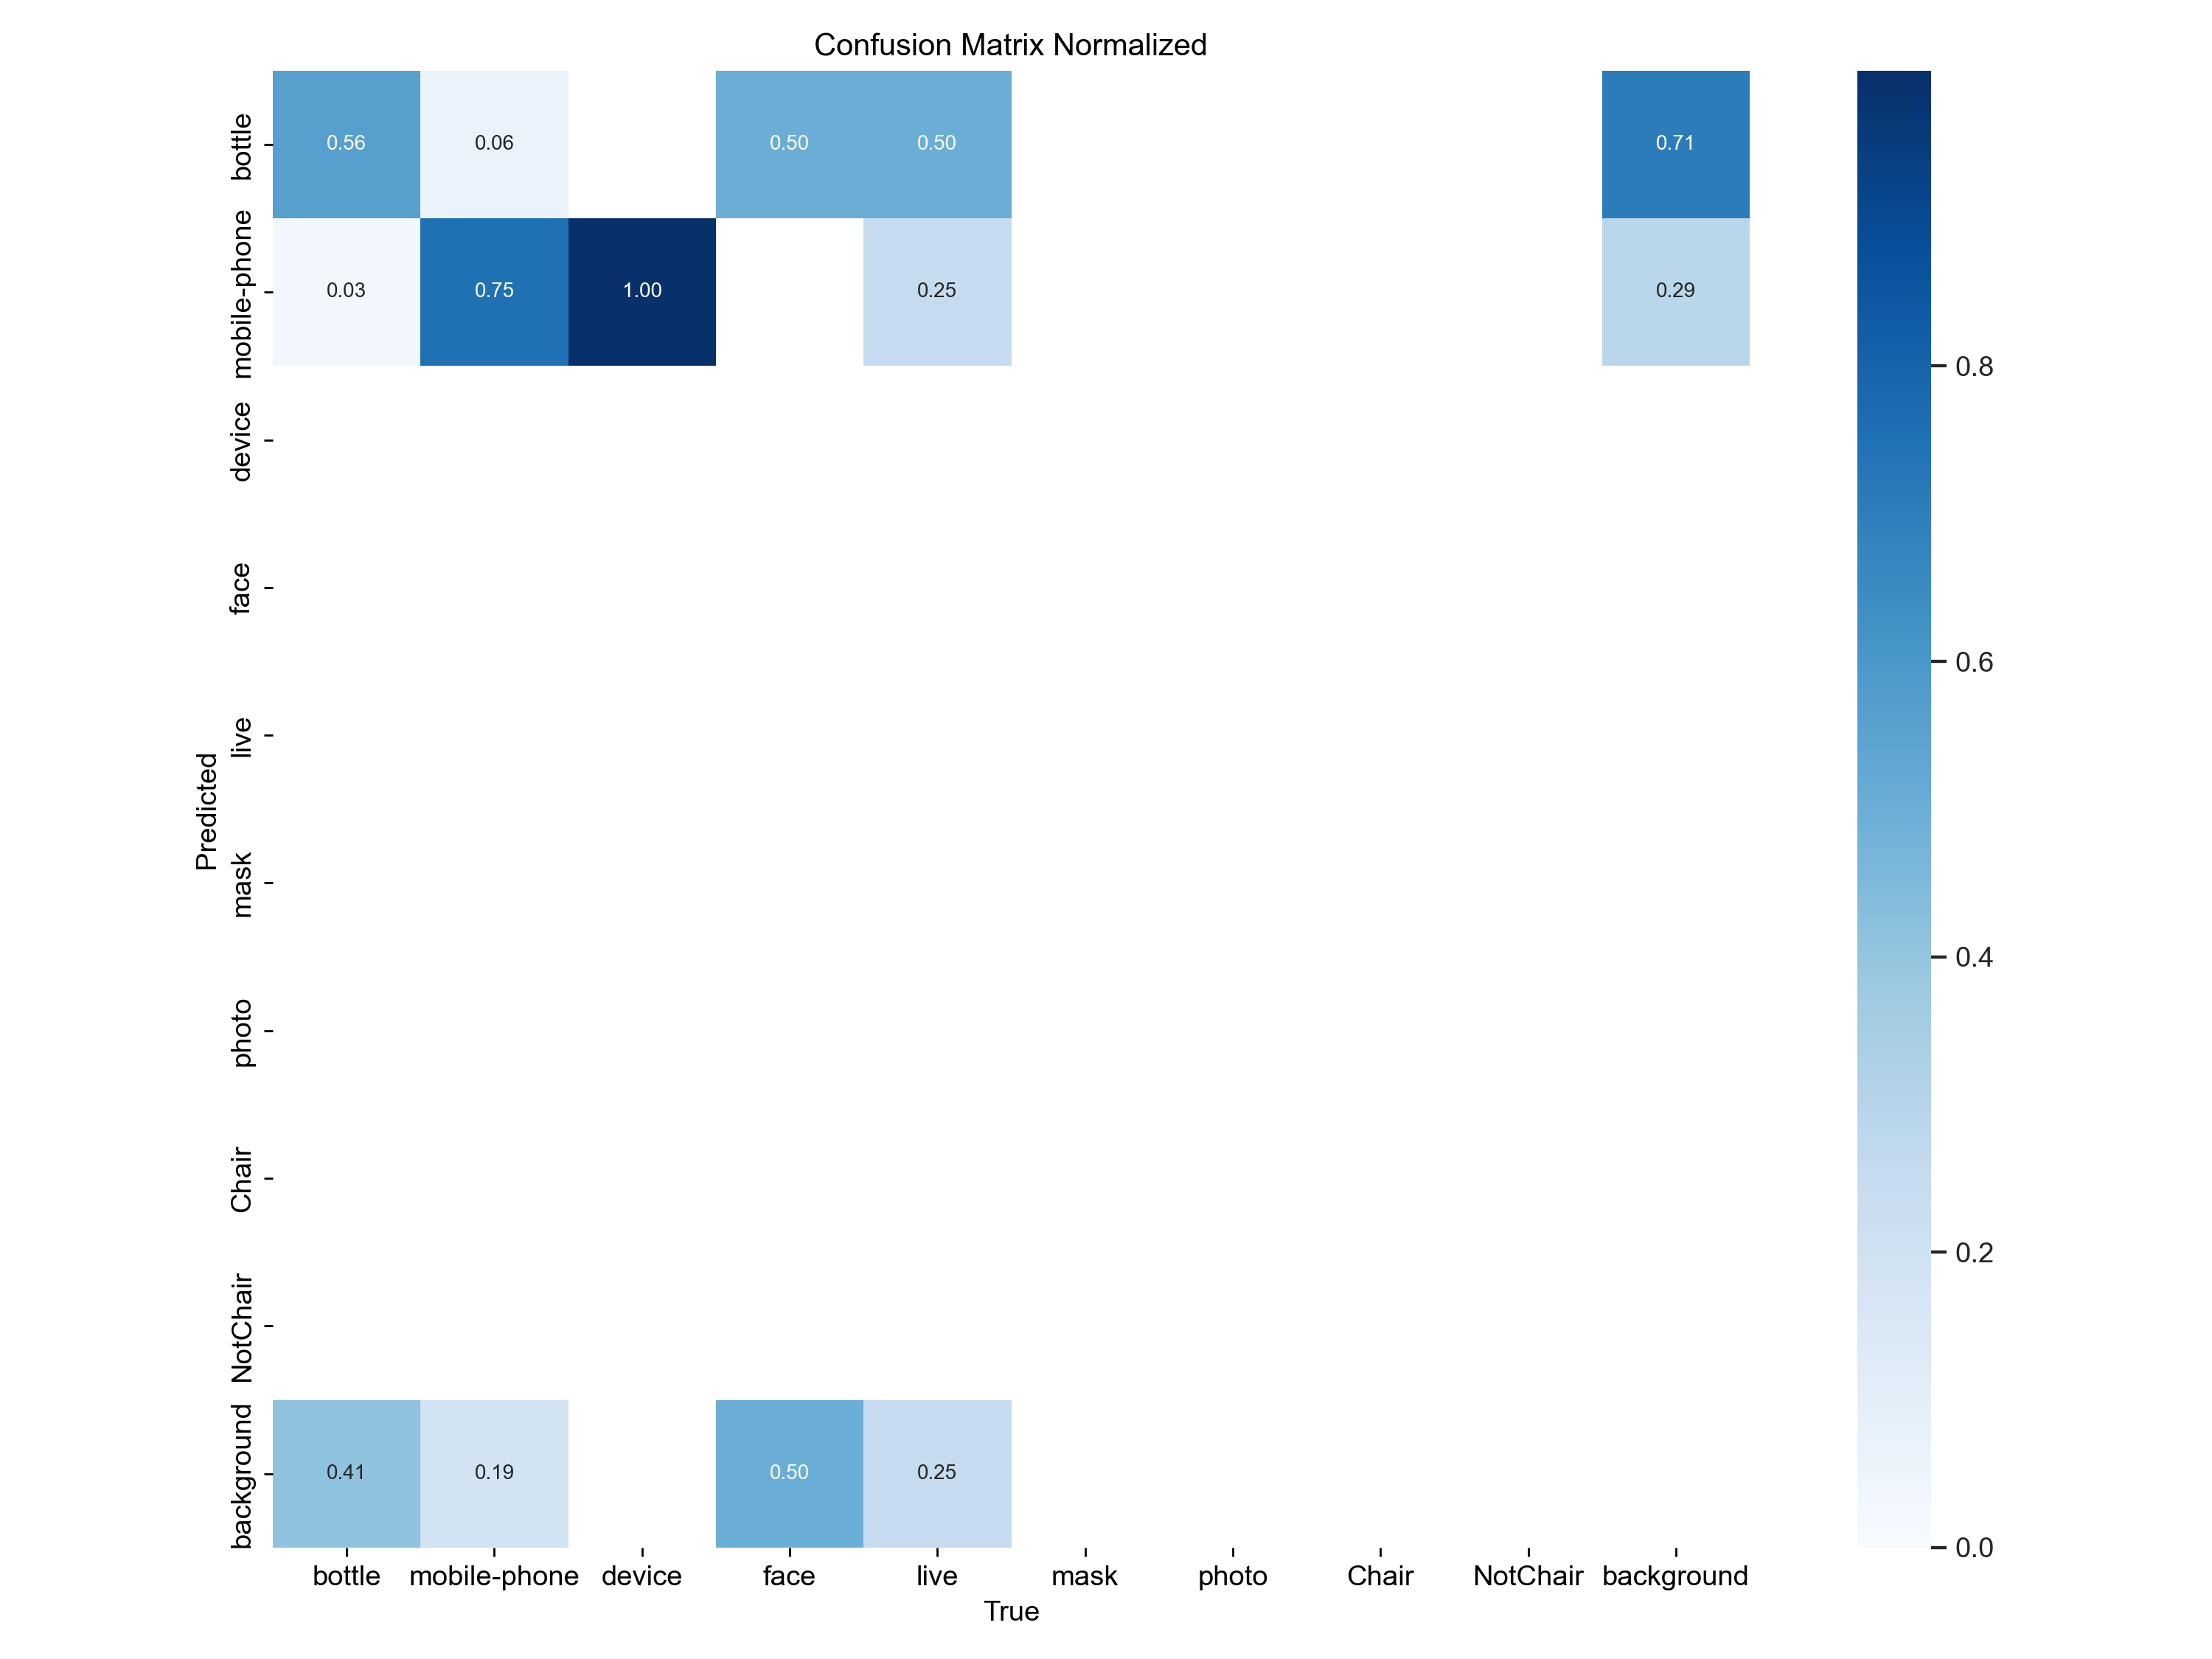 Confusion Matrix Normalized
bottle
0.56 0.06 0.50 0.50 0.71
mobile-phone
0.03 0.75 1.00 0.25 0.29
0.8
device
face
0.6
live
Predicted
mask
0.4
photo
Chair
0.2
NotChair
background
0.41 0.19 0.50 0.25
0.0
bottle mobile-phone device face live mask photo Chair NotChair background
True